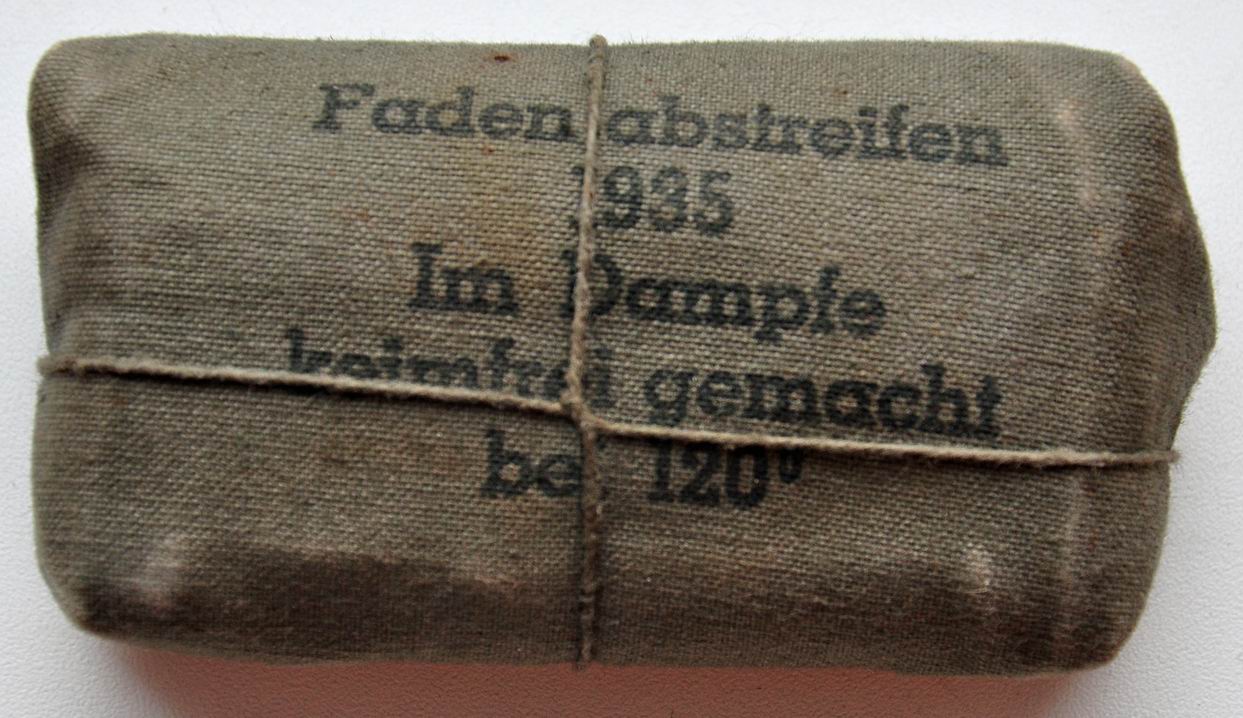 Faden abstreifen
1935
Im Dampfe
keimfrei gemacht
bei 120°